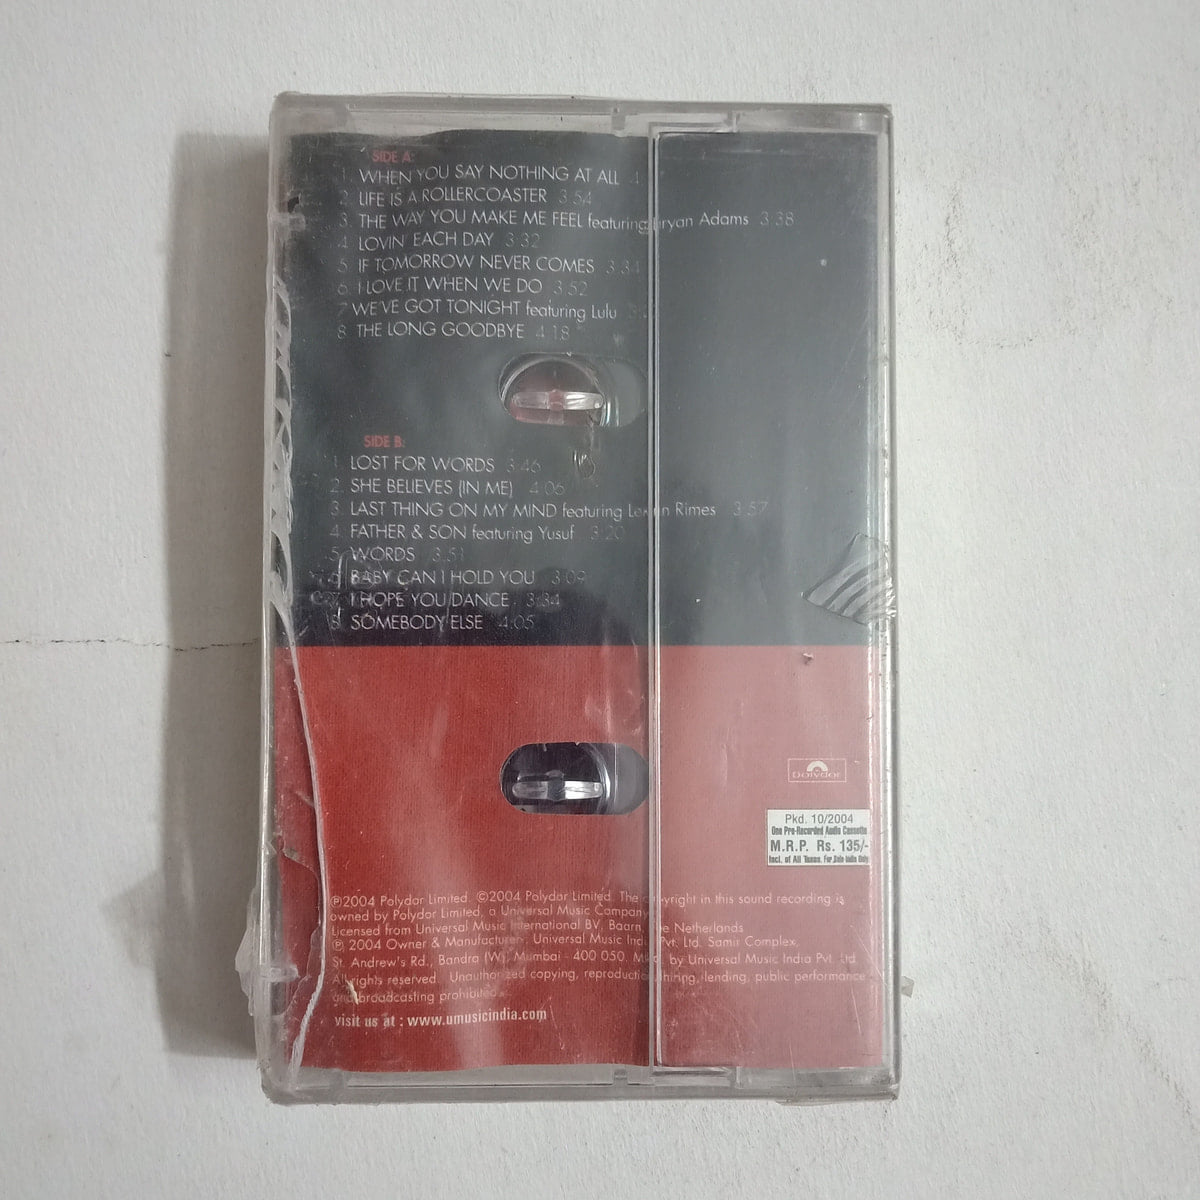 SIDE A:
1. WHEN YOU SAY NOTHING AT ALL
2. LIFE IS A ROLLERCOASTER 3:54
3. THE WAY YOU MAKE ME FEEL featuring Bryan Adams 3:38
4. LOVIN' EACH DAY 3:32
5. IF TOMORROW NEVER COMES 3:34
6. I LOVE IT WHEN WE DO 3:52
7 WE'VE GOT TONIGHT featuring Lulu
8. THE LONG GOODBYE 4:18
SIDE B:
1. LOST FOR WORDS 3:46
2. SHE BELIEVES (IN ME) 4:06
3. LAST THING ON MY MIND featuring LeAnn Rimes 3:57
4. FATHER & SON featuring Yusuf 3:20
5. WORDS 3:51
6. BABY CAN I HOLD YOU 3:09
7. I HOPE YOU DANCE 3:34
8. SOMEBODY ELSE 4:05
Polydor
Pkd. 10/2004
One Pre-Recorded Audio Cassette
M.R.P. Rs. 135/-
Incl. of All Taxes. For Sale India Only
℗2004 Polydor Limited. ©2004 Polydor Limited. The copyright in this sound recording is
owned by Polydor Limited, a Universal Music Company
Licensed from Universal Music International BV, Baarn, The Netherlands
℗ 2004 Owner & Manufacturer: Universal Music India Pvt. Ltd. Samir Complex,
St. Andrew's Rd., Bandra (W), Mumbai - 400 050. Mktd. by Universal Music India Pvt. Ltd.
All rights reserved. Unauthorized copying, reproduction, hiring, lending, public performance
and broadcasting prohibited.
visit us at : www.umusicindia.com